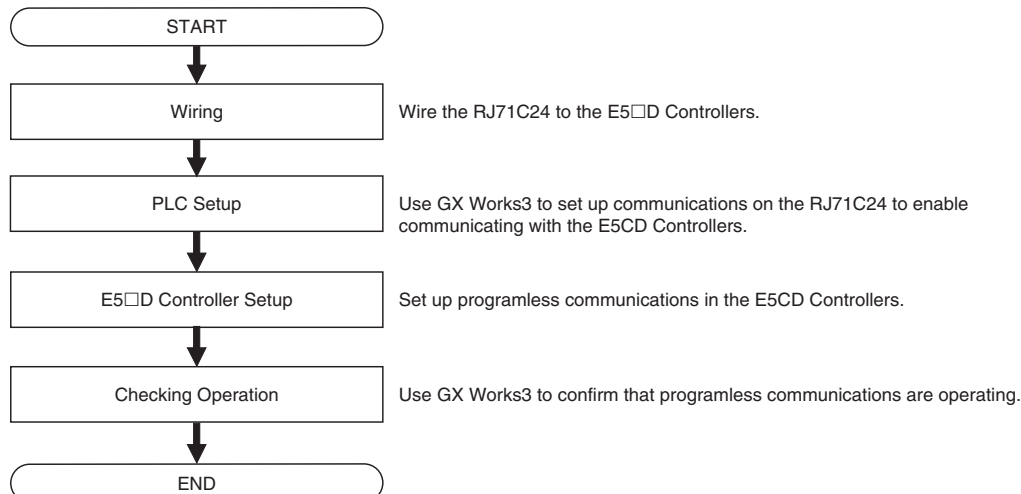 START
Wiring
Wire the RJ71C24 to the E5□D Controllers.
PLC Setup
Use GX Works3 to set up communications on the RJ71C24 to enable
communicating with the E5CD Controllers.
E5□D Controller Setup
Set up programless communications in the E5CD Controllers.
Checking Operation
Use GX Works3 to confirm that programless communications are operating.
END